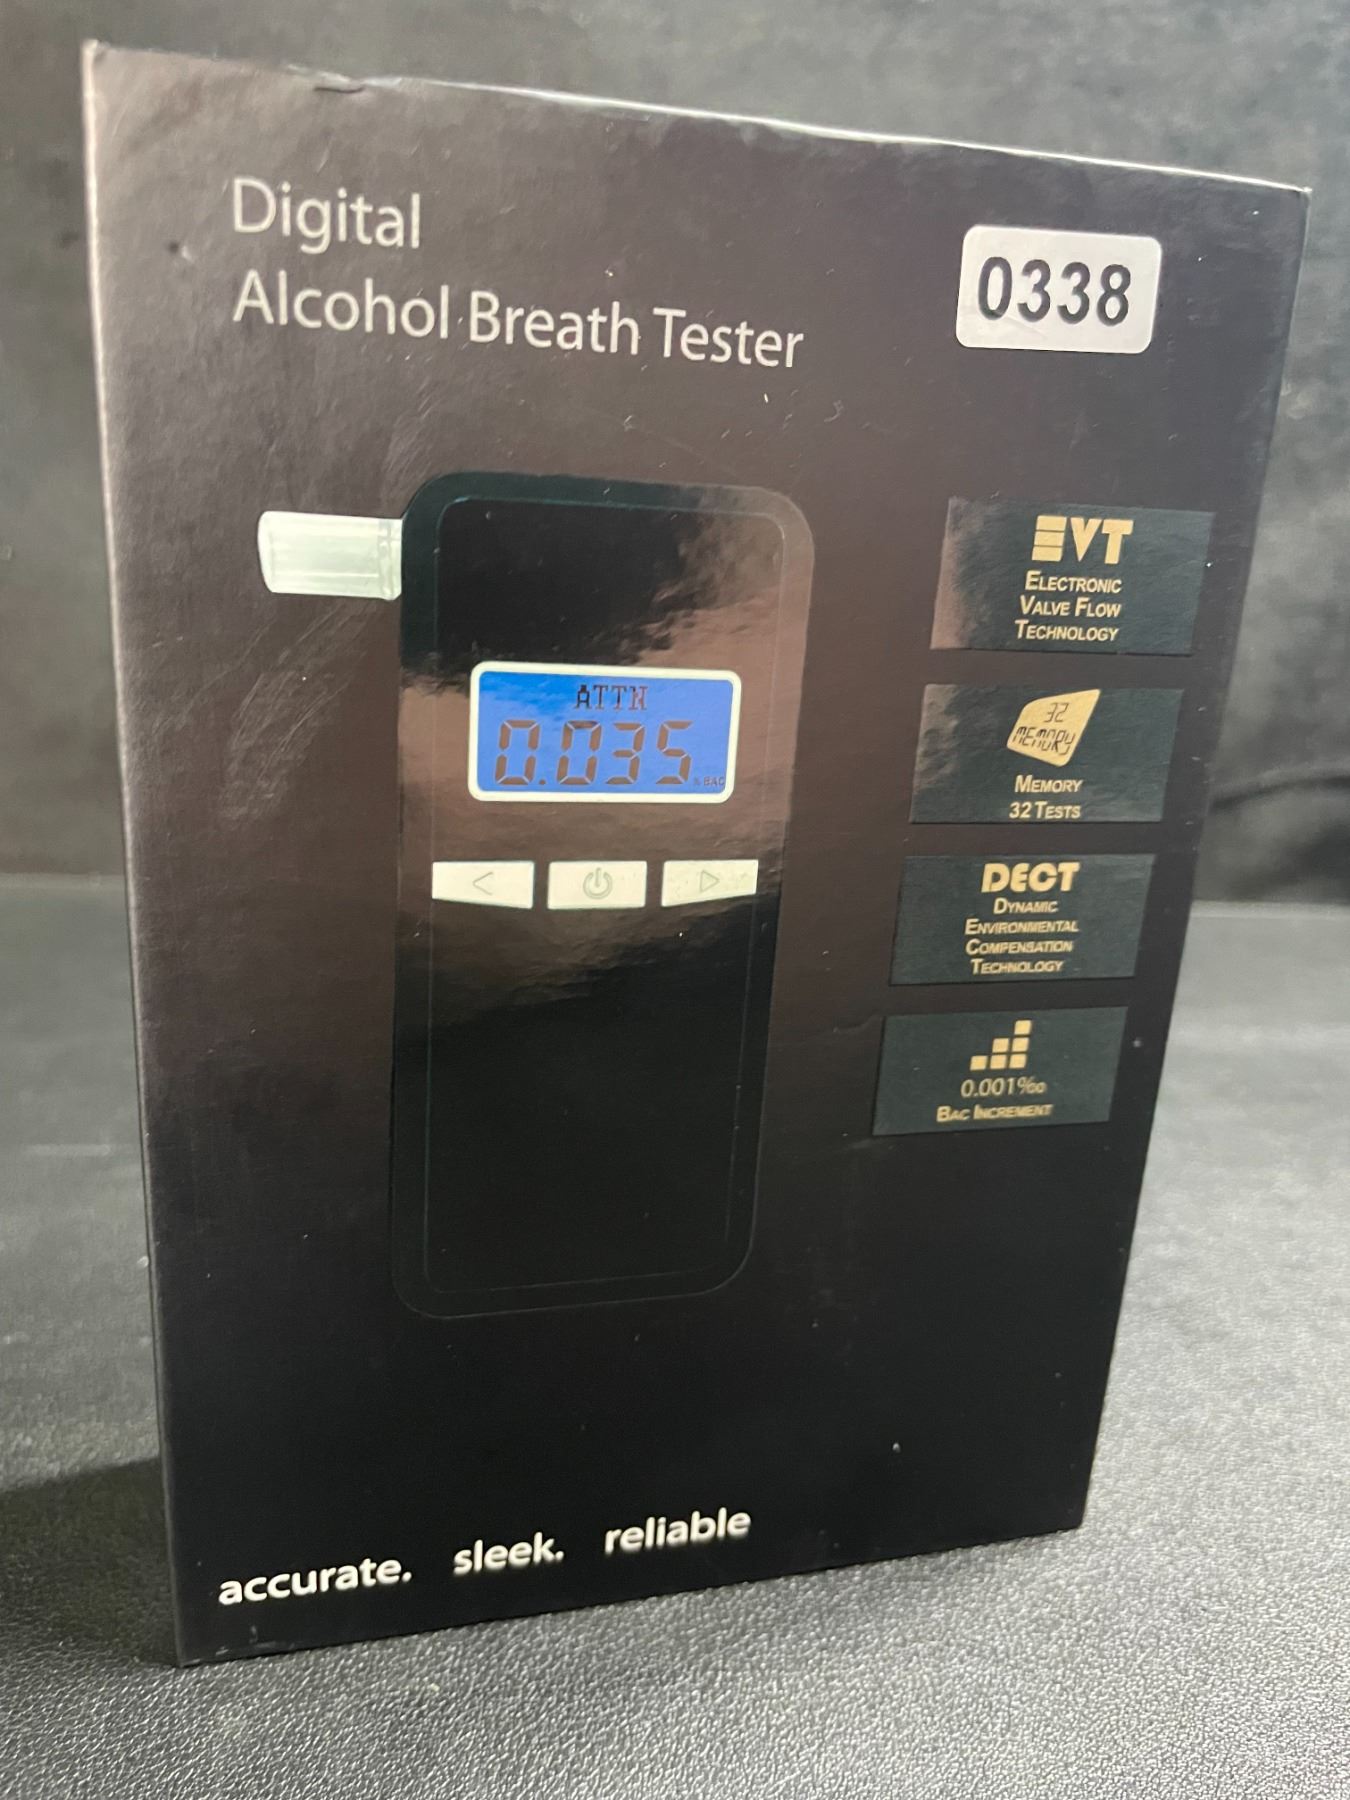 Digital
Alcohol Breath Tester
0338
ATTN
0.035
% BAC
EVT
ELECTRONIC
VALVE FLOW
TECHNOLOGY
32
MEMORY
MEMORY
32 TESTS
DECT
DYNAMIC
ENVIRONMENTAL
COMPENSATION
TECHNOLOGY
0.001‰
BAC INCREMENT
accurate. sleek. reliable